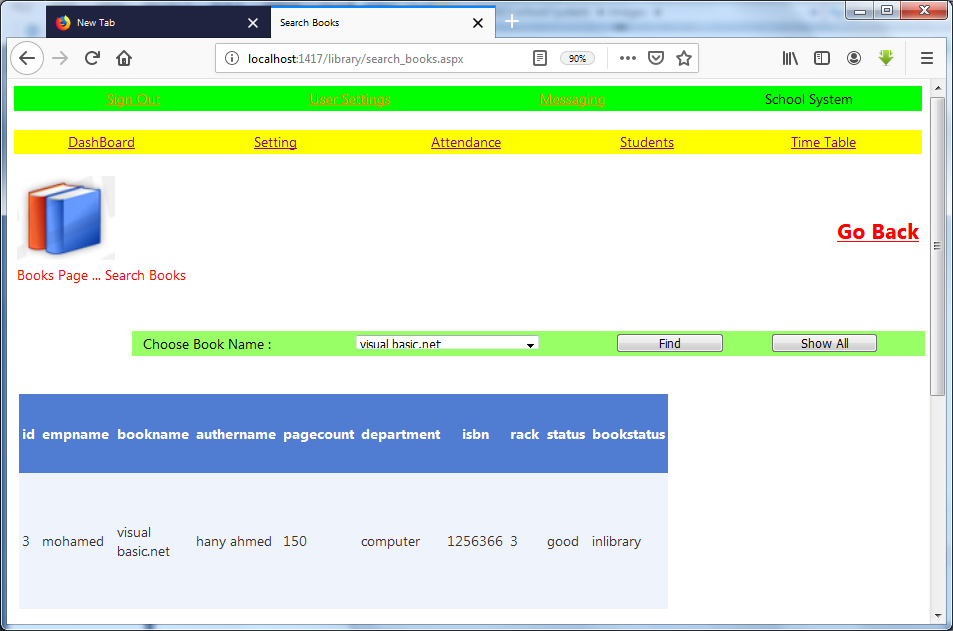 New Tab
Search Books
localhost:1417/library/search_books.aspx
90%
Sign Out User Settings Messaging School System
DashBoard Setting Attendance Students Time Table
Go Back
Books Page ... Search Books
Choose Book Name : visual basic.net Find Show All
id empname bookname authername pagecount department isbn rack status bookstatus
3 mohamed visual basic.net hany ahmed 150 computer 1256366 3 good inlibrary